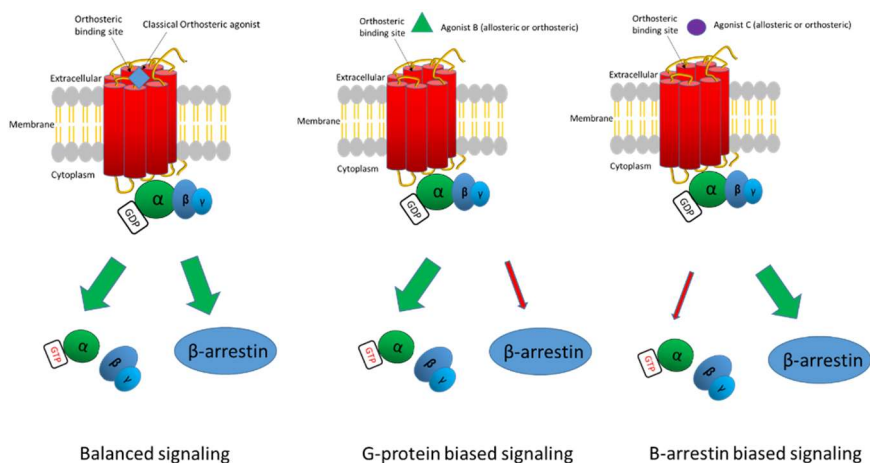 Orthosteric
binding site
Classical Orthosteric agonist
Extracellular
Membrane
Cytoplasm
α
β
γ
GDP
GTP
α
β
γ
β-arrestin
Balanced signaling
Orthosteric
binding site
Agonist B (allosteric or orthosteric)
Extracellular
Membrane
Cytoplasm
α
β
γ
GDP
GTP
α
β
γ
β-arrestin
G-protein biased signaling
Orthosteric
binding site
Agonist C (allosteric or orthosteric)
Extracellular
Membrane
Cytoplasm
α
β
γ
GDP
GTP
α
β
γ
β-arrestin
B-arrestin biased signaling